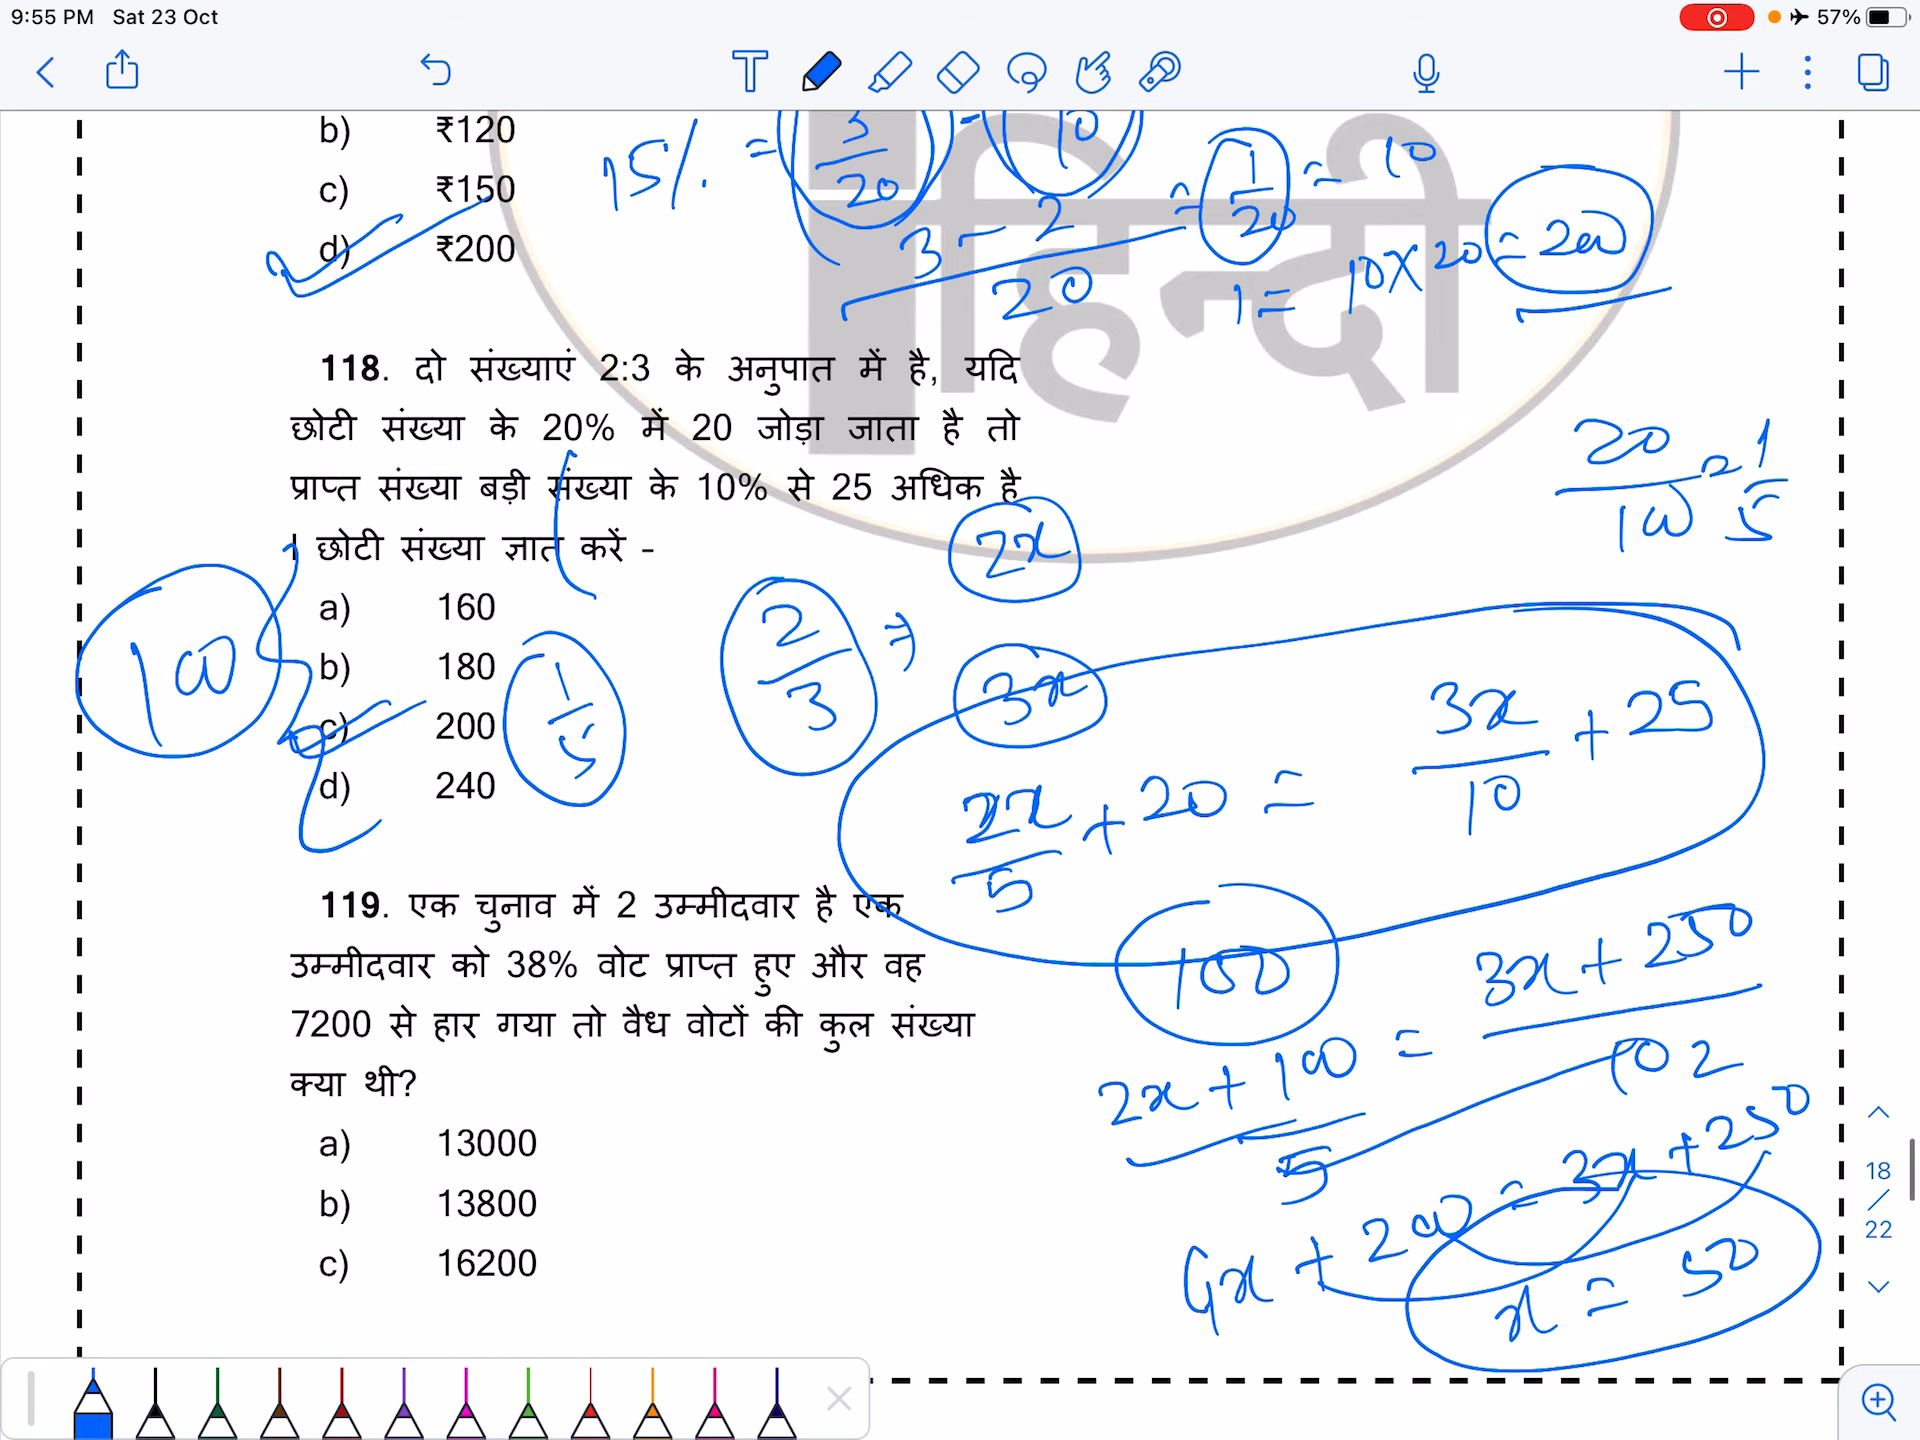 9:55 PM Sat 23 Oct
57%
b) ₹120
c) ₹150
d) ₹200
15% = 3/20 - /10
3 - 2 / 20 = 1/20 = 10
1 = 10 x 20 = 200
हिन्दी
118. दो संख्याएं 2:3 के अनुपात में है, यदि
छोटी संख्या के 20% में 20 जोड़ा जाता है तो
प्राप्त संख्या बड़ी संख्या के 10% से 25 अधिक है
। छोटी संख्या ज्ञात करें -
a) 160
b) 180
c) 200
d) 240
20/100 = 1/5
100
1/5
2/3 ⇒
2x
3x
2x/5 + 20 = 3x/10 + 25
100
2x + 100 / 5 = 3x + 250 / 10 2
4x + 200 = 3x + 250
x = 50
119. एक चुनाव में 2 उम्मीदवार है एक
उम्मीदवार को 38% वोट प्राप्त हुए और वह
7200 से हार गया तो वैध वोटों की कुल संख्या
क्या थी?
a) 13000
b) 13800
c) 16200
18
/
22